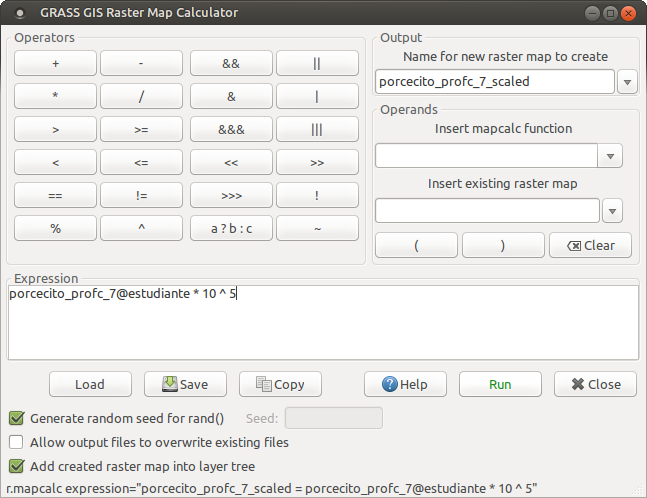 GRASS GIS Raster Map Calculator
Operators
+ - && ||
* / & |
> >= &&& |||
< <= << >>
== != >>> !
% ^ a ? b : c ~
Output
Name for new raster map to create
porcecito_profc_7_scaled
Operands
Insert mapcalc function
Insert existing raster map
( ) Clear
Expression
porcecito_profc_7@estudiante * 10 ^ 5
Load Save Copy Help Run Close
Generate random seed for rand() Seed:
Allow output files to overwrite existing files
Add created raster map into layer tree
r.mapcalc expression="porcecito_profc_7_scaled = porcecito_profc_7@estudiante * 10 ^ 5"